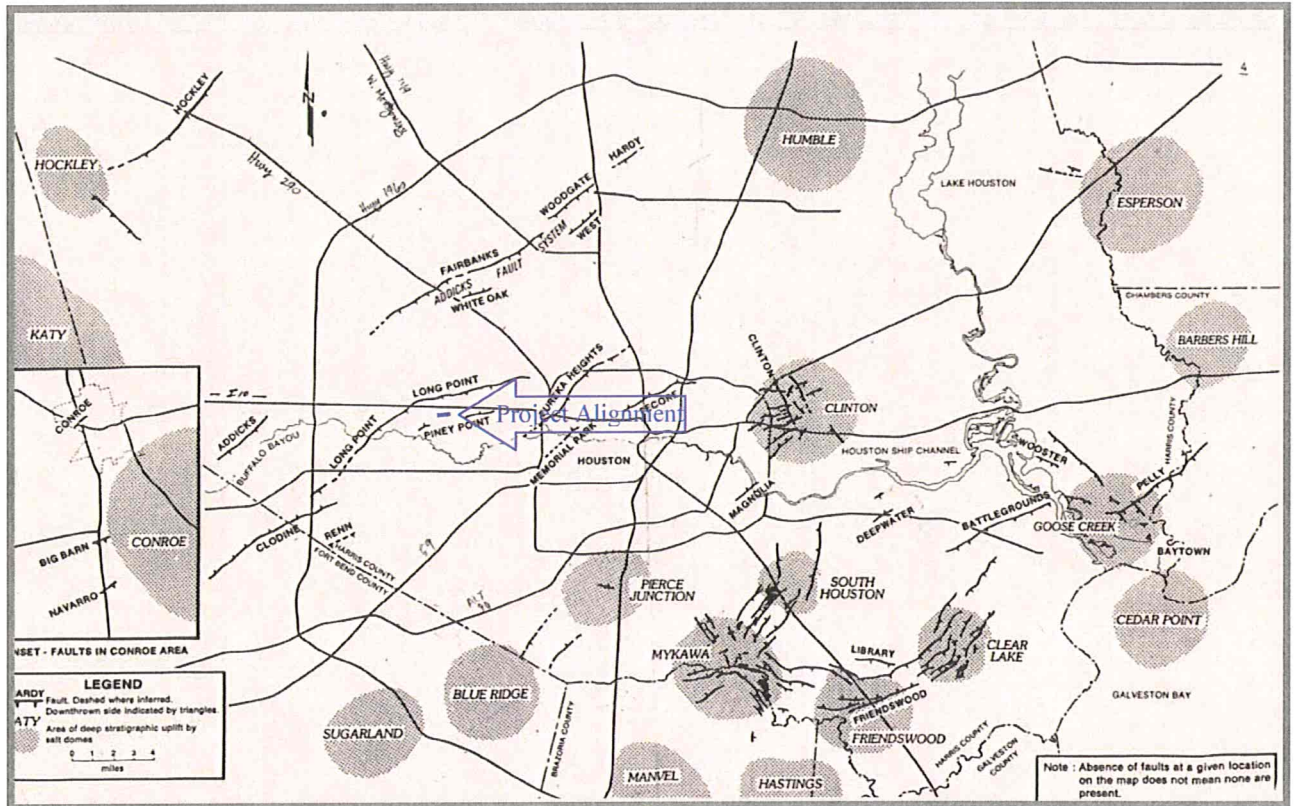 4
HOCKLEY
HOCKLEY
N
Hwy 290
Hwy 1960
HUMBLE
HARDY
WOODGATE
SYSTEM
WEST
FAIRBANKS
FAULT
ADDICKS
WHITE OAK
LAKE HOUSTON
ESPERSON
CHAMBERS COUNTY
BARBERS HILL
KATY
CONROE
CONROE
BIG BARN
NAVARRO
NSET - FAULTS IN CONROE AREA
I 10
ADDICKS
BUFFALO BAYOU
LONG POINT
LONG POINT
PINEY POINT
Project Alignment
EUREKA HEIGHTS
MEMORIAL PARK
HOUSTON
CLINTON
CLINTON
HOUSTON SHIP CHANNEL
WOOSTER
PELLY
HARRIS COUNTY
MAGNOLIA
DEEPWATER
BATTLEGROUNDS
GOOSE CREEK
BAYTOWN
CLODINE
RENN
HARRIS COUNTY
FORT BEND COUNTY
59
PIERCE
JUNCTION
SOUTH
HOUSTON
CEDAR POINT
MYKAWA
LIBRARY
CLEAR
LAKE
GALVESTON BAY
BLUE RIDGE
SUGARLAND
BRAZORIA COUNTY
FRIENDSWOOD
FRIENDSWOOD
HARRIS COUNTY
GALVESTON
COUNTY
MANVEL
HASTINGS
LEGEND
ARDY
Fault. Dashed where inferred.
Downthrown side indicated by triangles.
ATY
Area of deep stratigraphic uplift by
salt domes
0 1 2 3 4
miles
Note : Absence of faults at a given location
on the map does not mean none are
present.